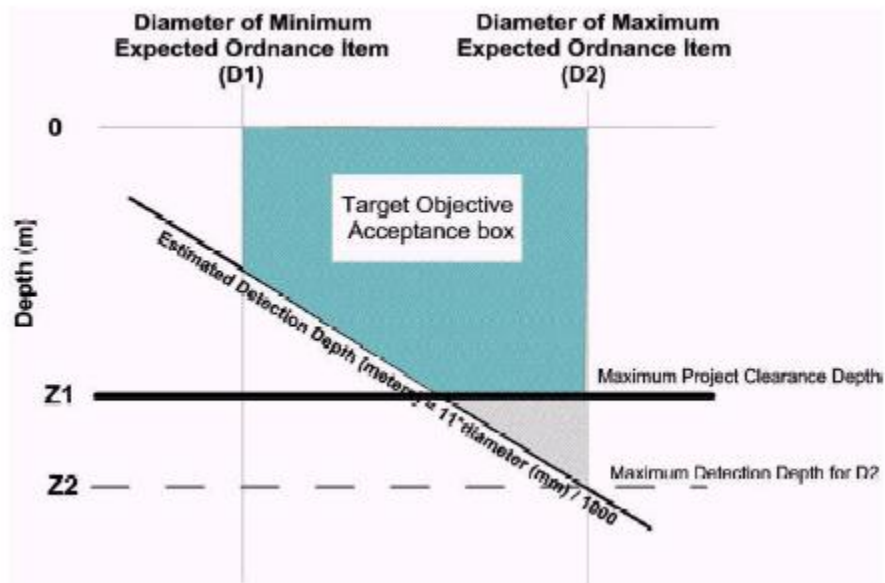 Diameter of Minimum
Expected Ordnance Item
(D1)
Diameter of Maximum
Expected Ordnance Item
(D2)
0
Target Objective
Acceptance box
Depth (m)
Estimated Detection Depth (meters) = 11*diameter (mm) / 1000
Z1
Maximum Project Clearance Depth
Z2
Maximum Detection Depth for D2